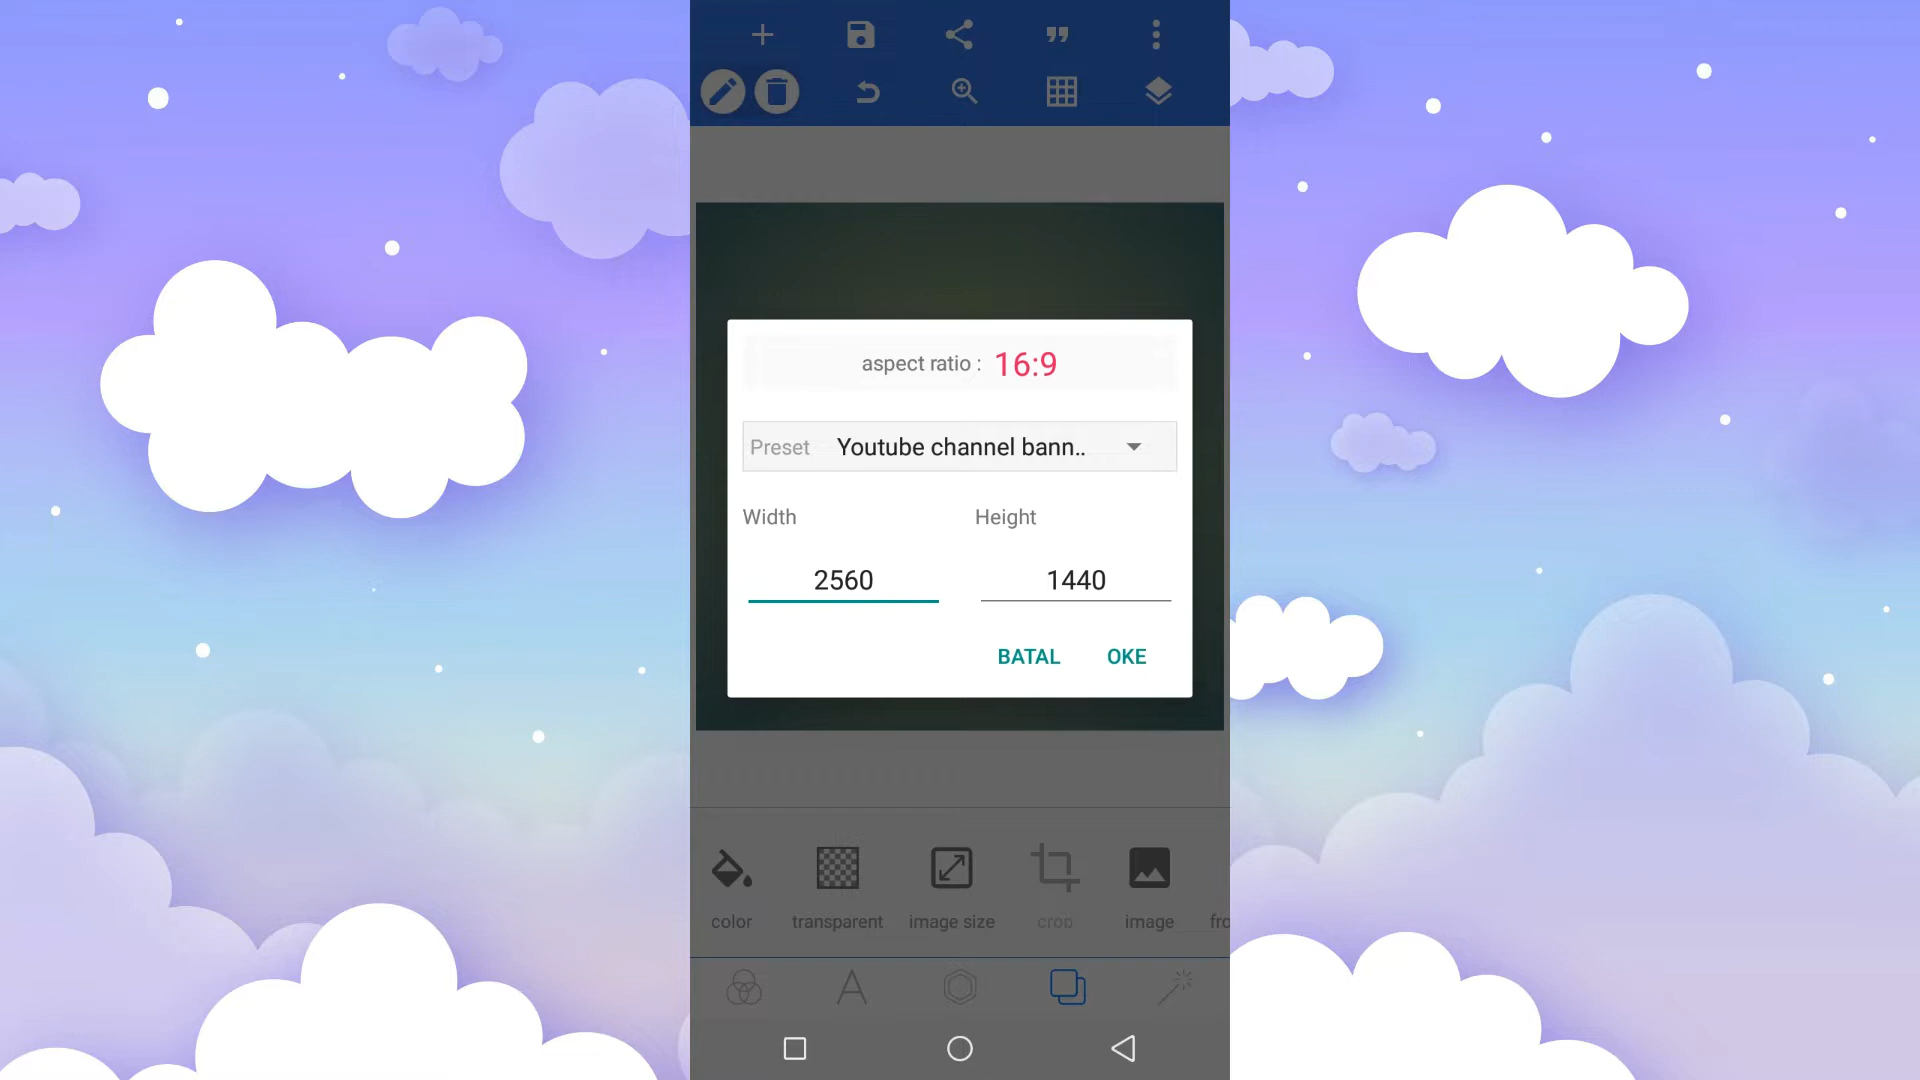 aspect ratio : 16:9
Preset Youtube channel bann..
Width Height
2560 1440
BATAL OKE
color transparent image size crop image fro